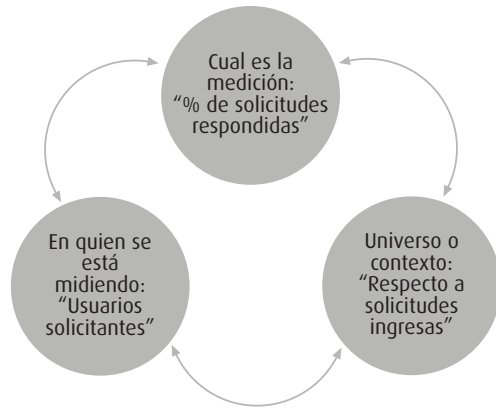 Cual es la
medición:
“% de solicitudes
respondidas”
En quien se
está
midiendo:
“Usuarios
solicitantes”
Universo o
contexto:
“Respecto a
solicitudes
ingresas”